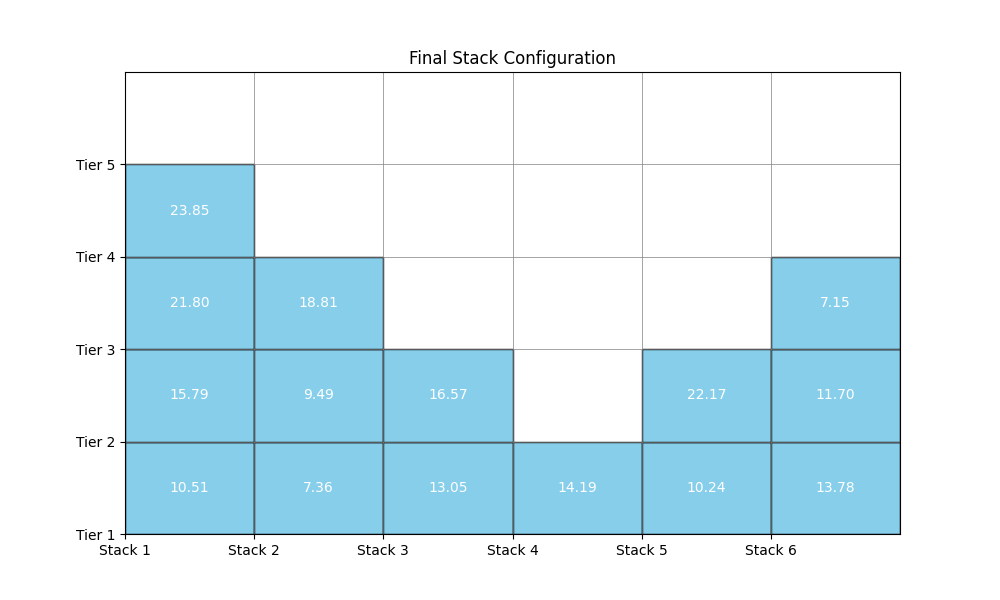 Final Stack Configuration
Tier 5
23.85
Tier 4
21.80 18.81 7.15
Tier 3
15.79 9.49 16.57 22.17 11.70
Tier 2
10.51 7.36 13.05 14.19 10.24 13.78
Tier 1
Stack 1 Stack 2 Stack 3 Stack 4 Stack 5 Stack 6